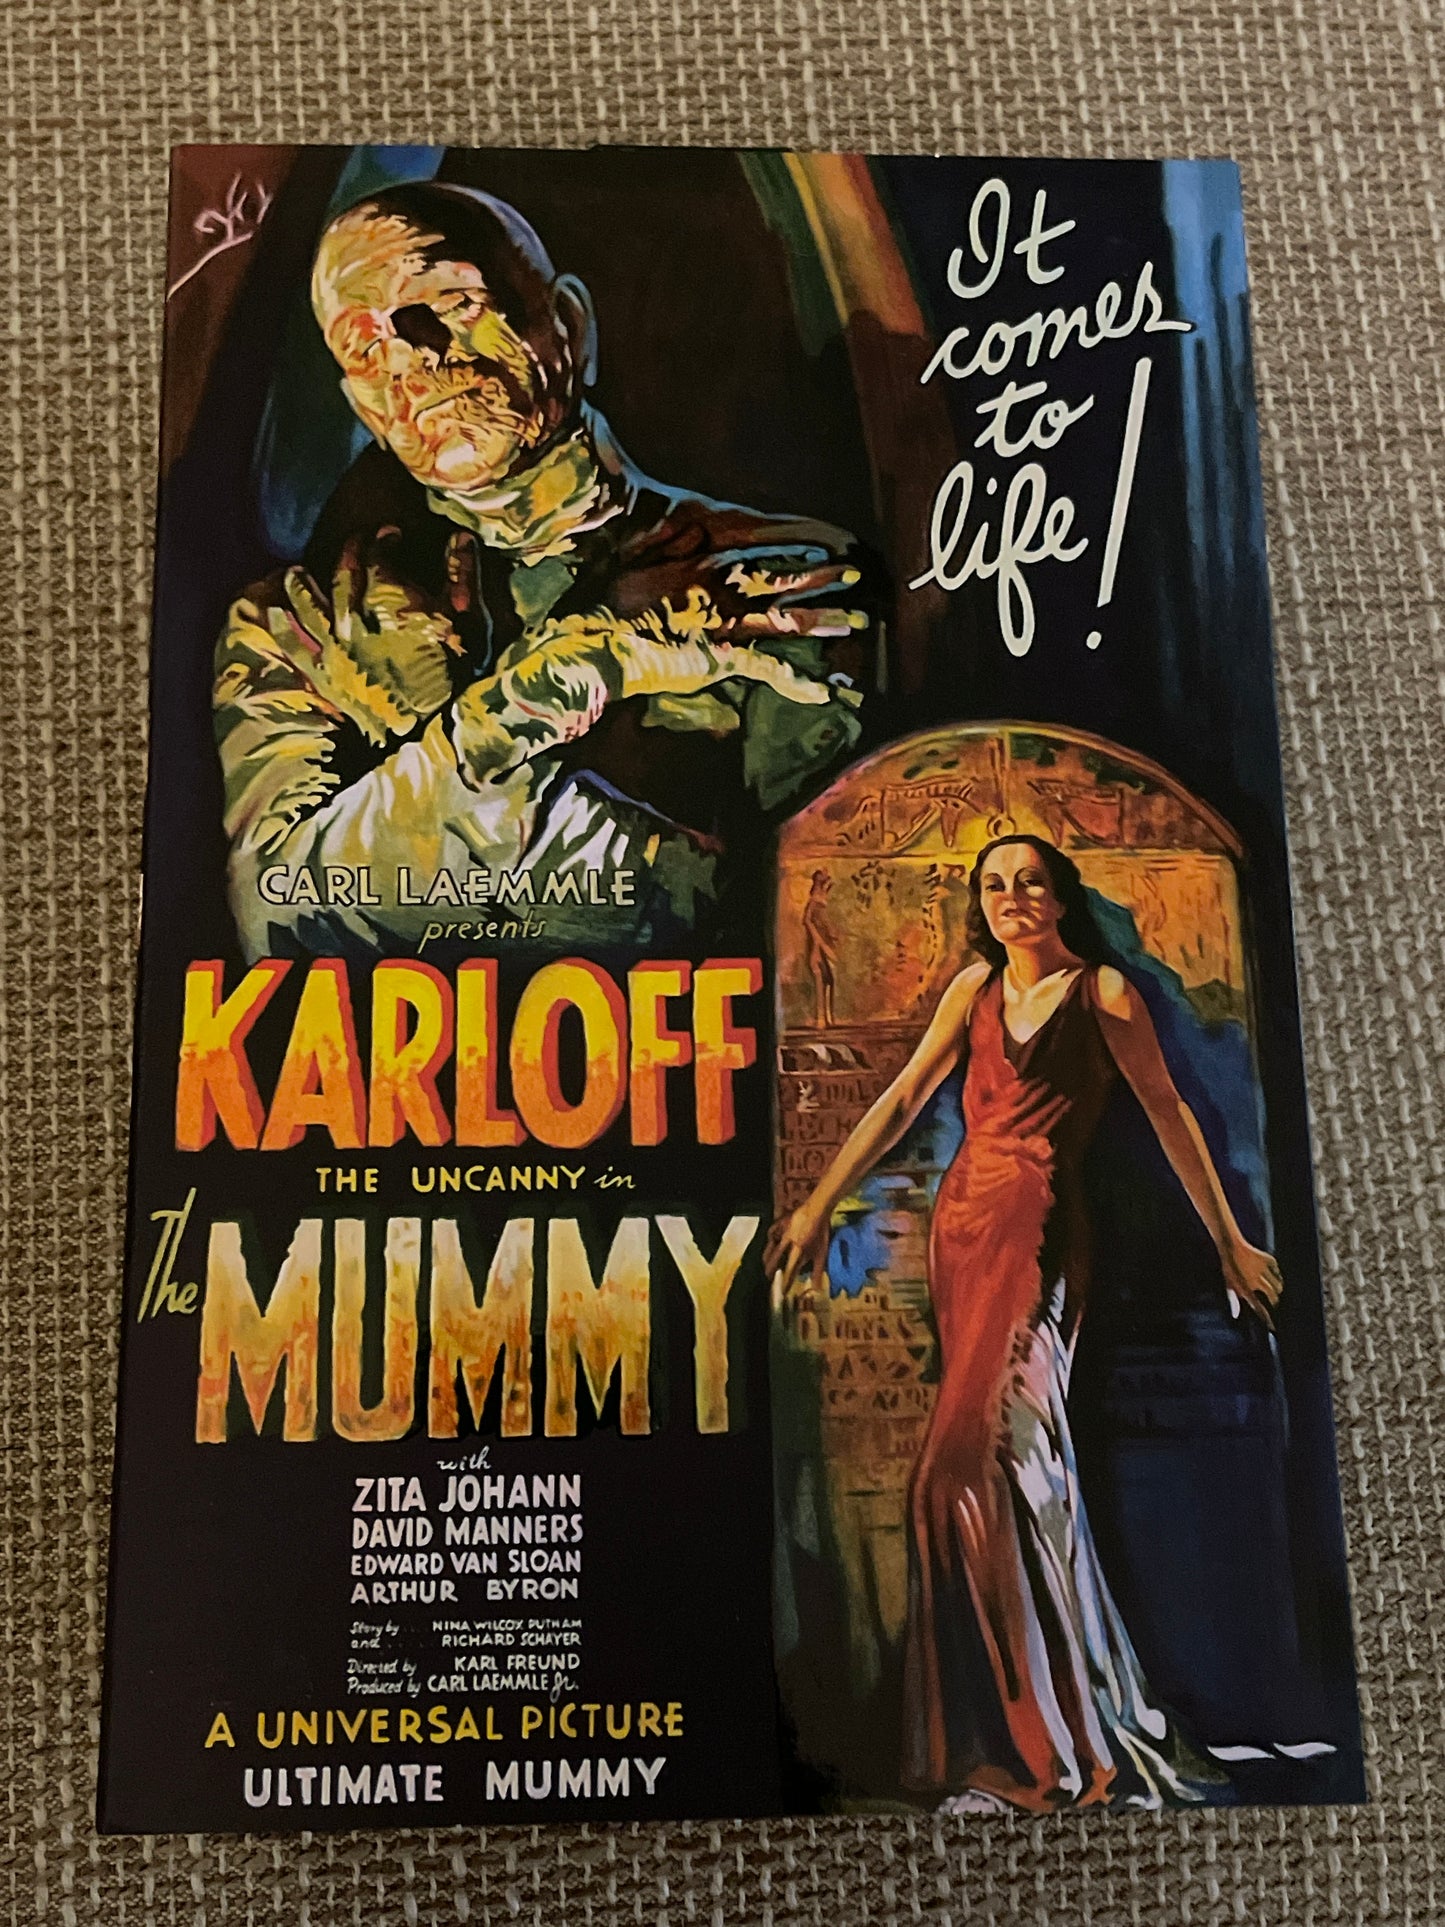 It
comes
to
life!
CARL LAEMMLE
presents
KARLOFF
THE UNCANNY in
The MUMMY
with
ZITA JOHANN
DAVID MANNERS
EDWARD VAN SLOAN
ARTHUR BYRON
Story by ... NINA WILCOX PUTNAM
and ..... RICHARD SCHAYER
Directed by KARL FREUND
Produced by CARL LAEMMLE Jr.
A UNIVERSAL PICTURE
ULTIMATE MUMMY